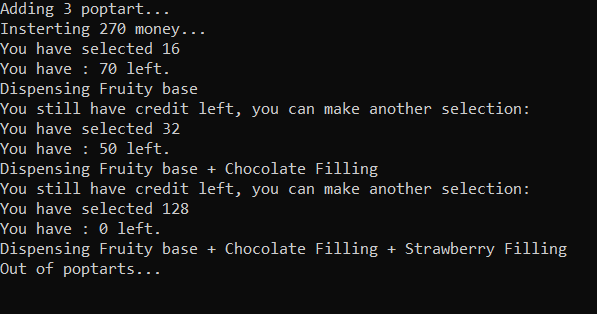 Adding 3 poptart...
Insterting 270 money...
You have selected 16
You have : 70 left.
Dispensing Fruity base
You still have credit left, you can make another selection:
You have selected 32
You have : 50 left.
Dispensing Fruity base + Chocolate Filling
You still have credit left, you can make another selection:
You have selected 128
You have : 0 left.
Dispensing Fruity base + Chocolate Filling + Strawberry Filling
Out of poptarts...